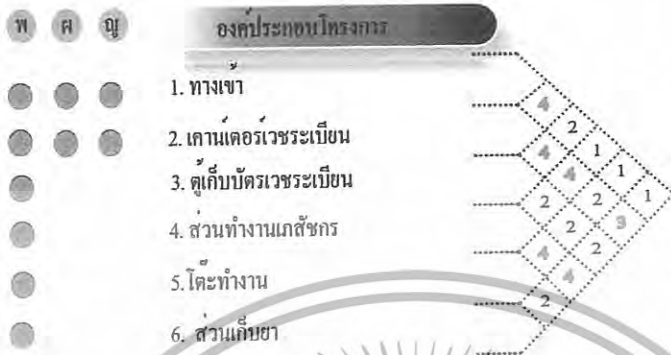 พ ผ ญ องค์ประกอบโครงการ
1. ทางเข้า
4
2
2. เคาน์เตอร์เวชระเบียน
4 1
4 1
3. ตู้เก็บบัตรเวชระเบียน
2 2 1
4. ส่วนทำงานเภสัชกร
2 3
4 2
5. โต๊ะทำงาน
4
2
6. ส่วนเก็บยา